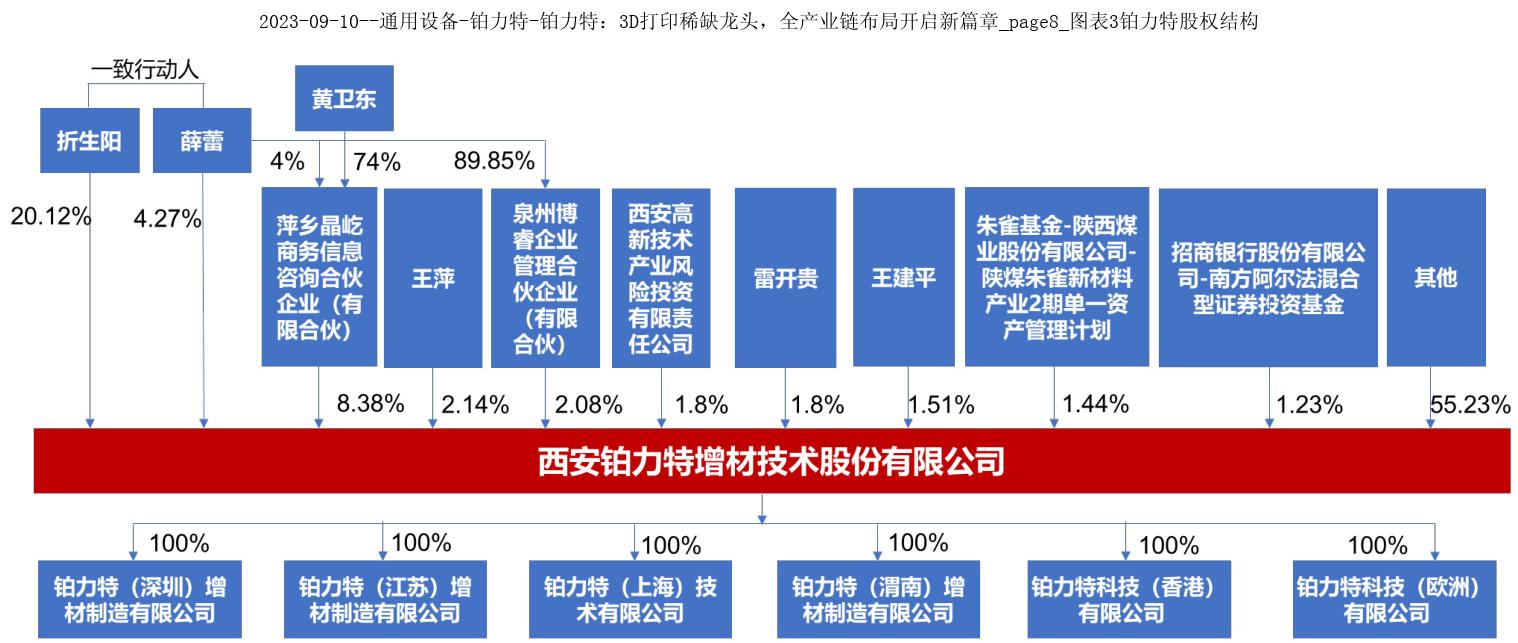 2023-09-10--通用设备-铂力特-铂力特：3D打印稀缺龙头，全产业链布局开启新篇章_page8_图表3铂力特股权结构
一致行动人
黄卫东
折生阳
薛蕾
4%
74%
89.85%
20.12%
4.27%
萍乡晶屹
商务信息
咨询合伙
企业（有
限合伙）
王萍
泉州博
睿企业
管理合
伙企业
（有限
合伙）
西安高
新技术
产业风
险投资
有限责
任公司
雷开贵
王建平
朱雀基金-陕西煤
业股份有限公司-
陕煤朱雀新材料
产业2期单一资
产管理计划
招商银行股份有限公
司-南方阿尔法混合
型证券投资基金
其他
8.38%
2.14%
2.08%
1.8%
1.8%
1.51%
1.44%
1.23%
55.23%
西安铂力特增材技术股份有限公司
100%
100%
100%
100%
100%
100%
铂力特（深圳）增
材制造有限公司
铂力特（江苏）增
材制造有限公司
铂力特（上海）技
术有限公司
铂力特（渭南）增
材制造有限公司
铂力特科技（香港）
有限公司
铂力特科技（欧洲）
有限公司